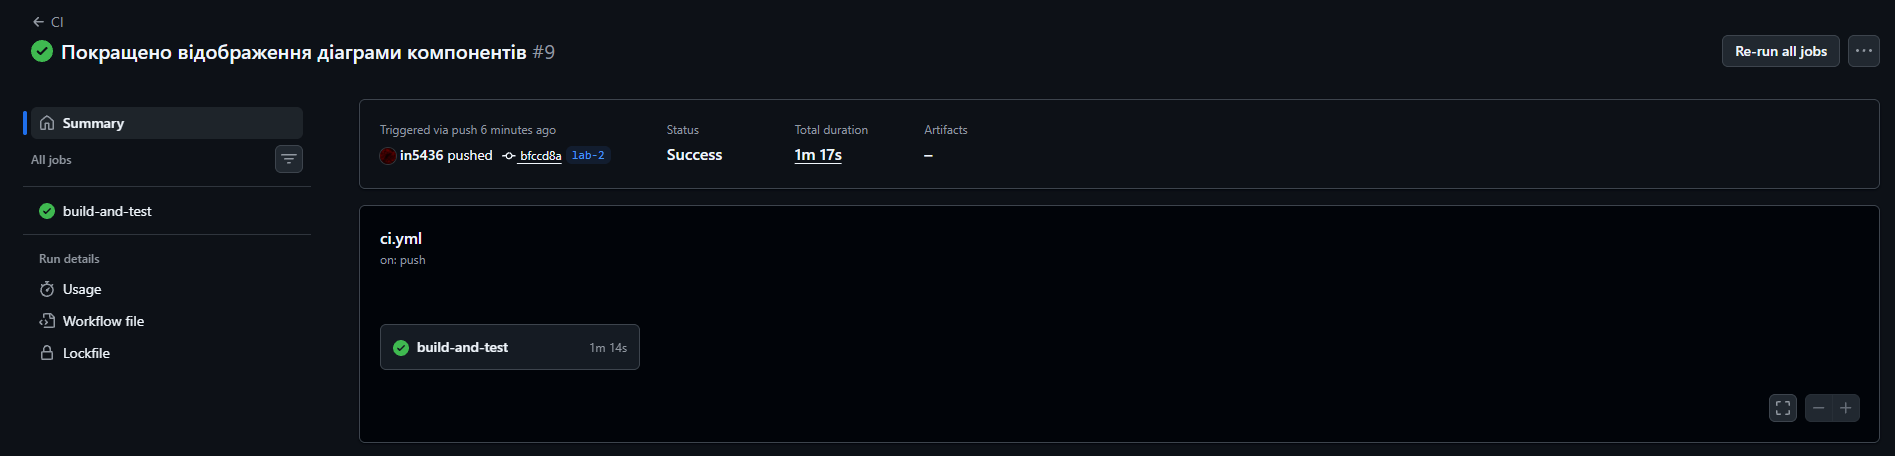 CI
Покращено відображення діаграми компонентів #9
Re-run all jobs
Summary
All jobs
build-and-test
Run details
Usage
Workflow file
Lockfile
Triggered via push 6 minutes ago
in5436 pushed bfccd8a lab-2
Status
Success
Total duration
1m 17s
Artifacts
–
ci.yml
on: push
build-and-test 1m 14s